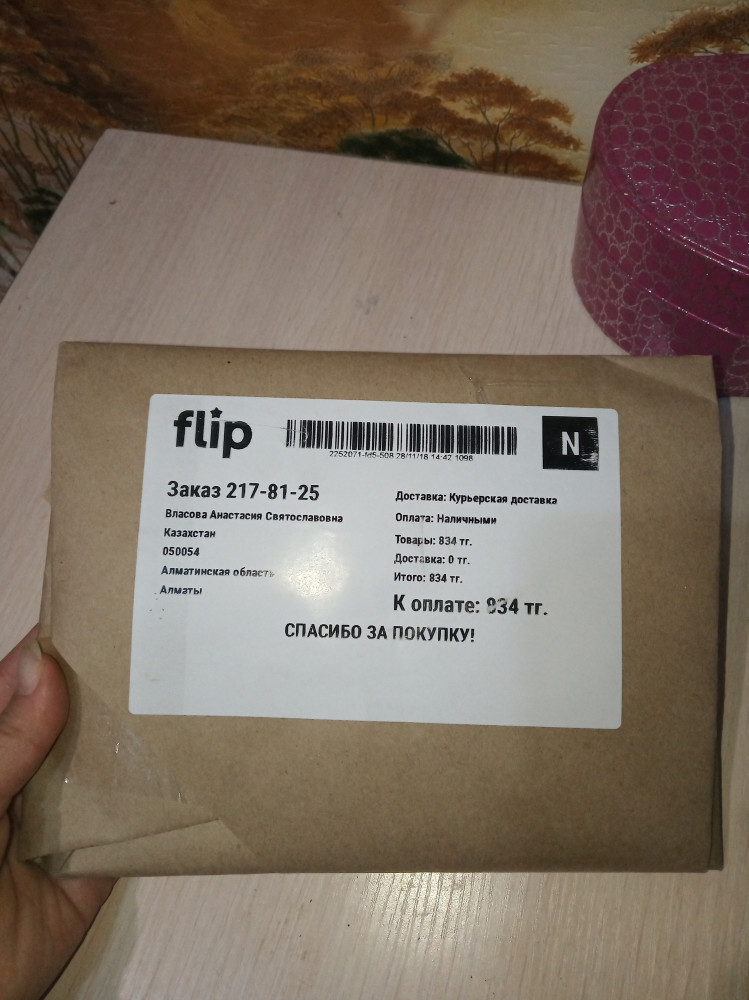 flip
2252071-fd5-508 28/11/18 14:42 1098
N
Заказ 217-81-25
Власова Анастасия Святославовна
Казахстан
050054
Алматинская область
Алматы
Доставка: Курьерская доставка
Оплата: Наличными
Товары: 834 тг.
Доставка: 0 тг.
Итого: 834 тг.
К оплате: 834 тг.
СПАСИБО ЗА ПОКУПКУ!